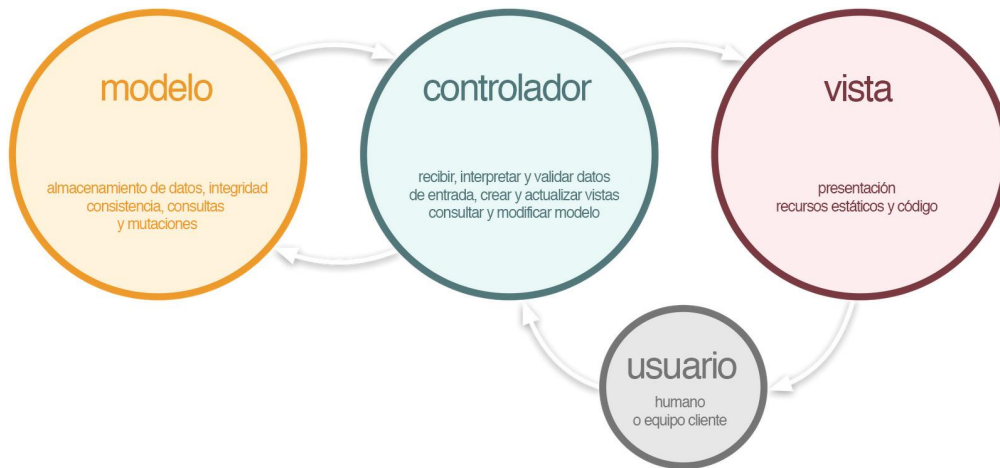 modelo
almacenamiento de datos, integridad
consistencia, consultas
y mutaciones
controlador
recibir, interpretar y validar datos
de entrada, crear y actualizar vistas
consultar y modificar modelo
vista
presentación
recursos estáticos y código
usuario
humano
o equipo cliente